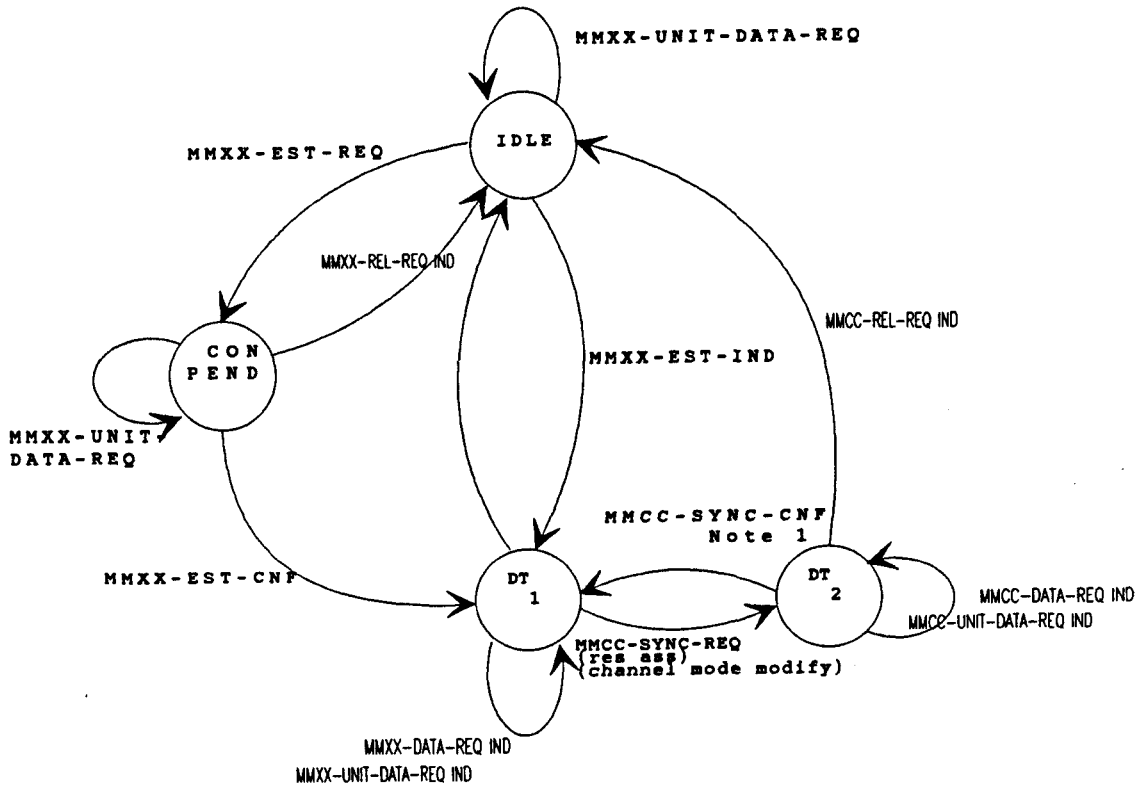 MMXX-UNIT-DATA-REQ
IDLE
MMXX-EST-REQ
MMXX-REL-REQ IND
MMCC-REL-REQ IND
CON
PEND
MMXX-EST-IND
MMXX-UNIT-
DATA-REQ
MMCC-SYNC-CNF
Note 1
MMXX-EST-CNF
DT
1
DT
2
MMCC-DATA-REQ IND
MMCC-UNIT-DATA-REQ IND
MMCC-SYNC-REQ
(res ass)
(channel mode modify)
MMXX-DATA-REQ IND
MMXX-UNIT-DATA-REQ IND